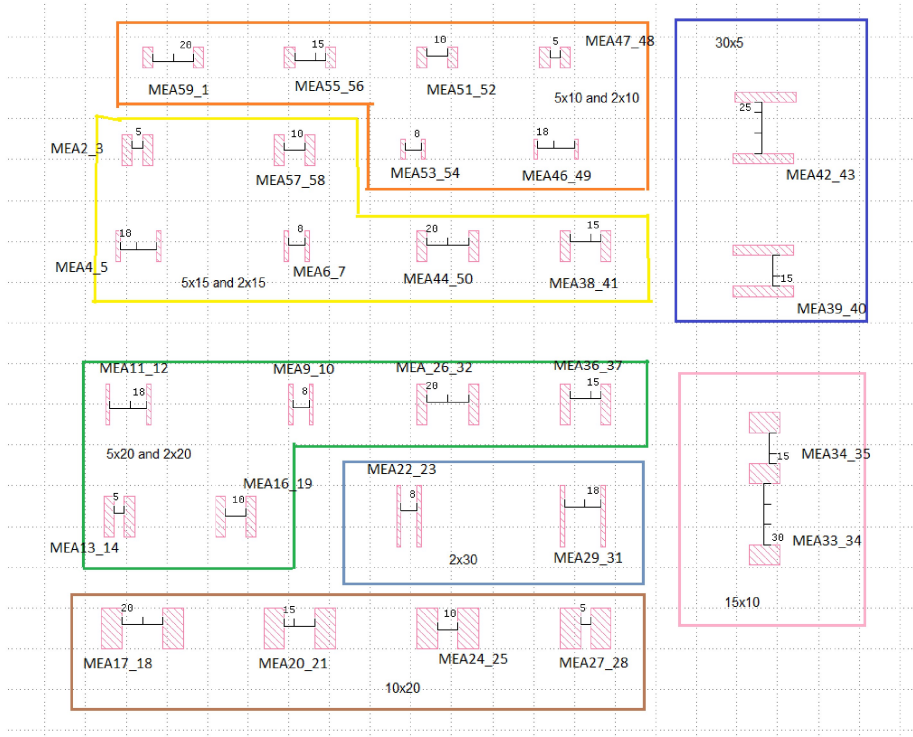 20
15
10
5
MEA47_48
30x5
MEA59_1
MEA55_56
MEA51_52
5x10 and 2x10
25
5
10
8
18
MEA2_3
MEA57_58
MEA53_54
MEA46_49
MEA42_43
18
8
20
15
MEA4_5
MEA6_7
MEA44_50
MEA38_41
15
5x15 and 2x15
MEA39_40
MEA11_12
MEA9_10
MEA_26_32
MEA36_37
18
8
20
15
5x20 and 2x20
15
MEA34_35
MEA16_19
MEA22_23
5
10
8
18
MEA13_14
2x30
MEA29_31
30
MEA33_34
15x10
20
15
10
5
MEA17_18
MEA20_21
MEA24_25
MEA27_28
10x20